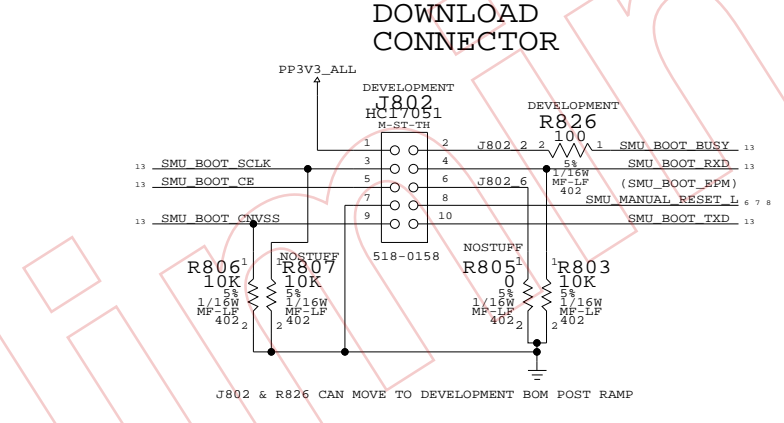 DOWNLOAD
CONNECTOR
PP3V3_ALL
DEVELOPMENT
J802
HC17051
M-ST-TH
DEVELOPMENT
R826
100
1 2 J802_2 2 1 SMU_BOOT_BUSY 13
5%
1/16W
MF-LF
402
13 SMU_BOOT_SCLK 3 4 SMU_BOOT_RXD 13
13 SMU_BOOT_CE 5 6 J802_6 (SMU_BOOT_EPM)
7 8 SMU_MANUAL_RESET_L 6 7 8
13 SMU_BOOT_CNVSS 9 10 SMU_BOOT_TXD 13
518-0158
R806
10K
5%
1/16W
MF-LF
402
1
2
NOSTUFF
R807
10K
5%
1/16W
MF-LF
402
1
2
NOSTUFF
R805
0
5%
1/16W
MF-LF
402
1
2
R803
10K
5%
1/16W
MF-LF
402
1
2
J802 & R826 CAN MOVE TO DEVELOPMENT BOM POST RAMP